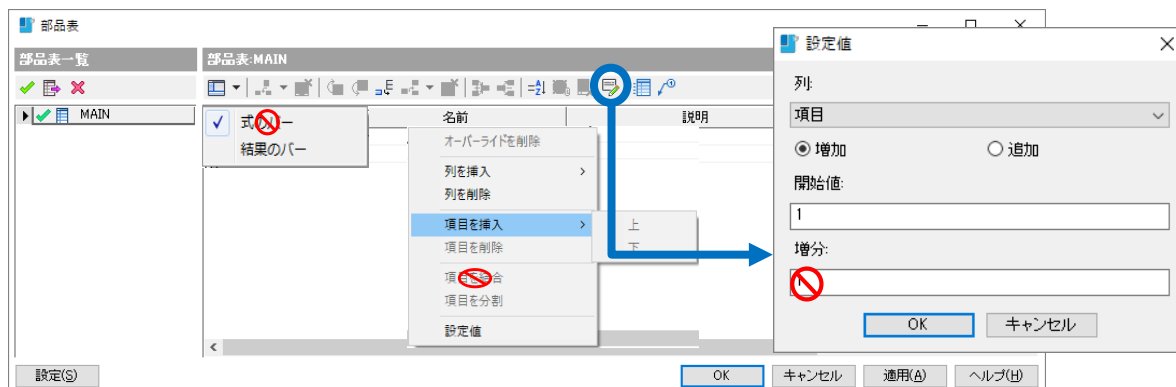 部品表
部品表一覧
部品表:MAIN
MAIN
名前
説明
式のバー
結果のバー
オーバーライドを削除
列を挿入
列を削除
項目を挿入
項目を削除
項目を結合
項目を分割
設定値
上
下
設定(S)
OK
キャンセル
適用(A)
ヘルプ(H)
設定値
列:
項目
増加
追加
開始値:
1
増分:
OK
キャンセル